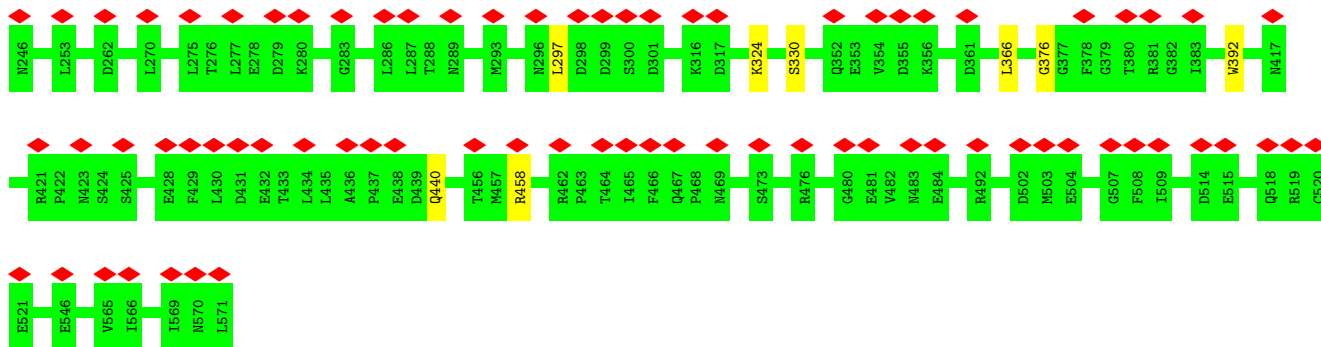 N246 L253 D262 L270 L275 T276 L277 E278 D279 K280 G283 L286 L287 T288 N289 M293 N296 L297 D298 D299 S300 D301 K316 D317 K324 S330 Q352 E353 V354 D355 K356 D361 L366 G376 G377 F378 G379 T380 R381 G382 I383 W392 N417
R421 P422 N423 S424 S425 E428 F429 L430 D431 E432 T433 L434 L435 A436 P437 E438 D439 Q440 T456 M457 R458 R462 P463 T464 I465 F466 Q467 P468 N469 S473 R476 G480 E481 V482 N483 E484 R492 D502 M503 E504 G507 F508 I509 D514 E515 Q518 R519 G520
E521 E546 V565 I566 I569 N570 L571